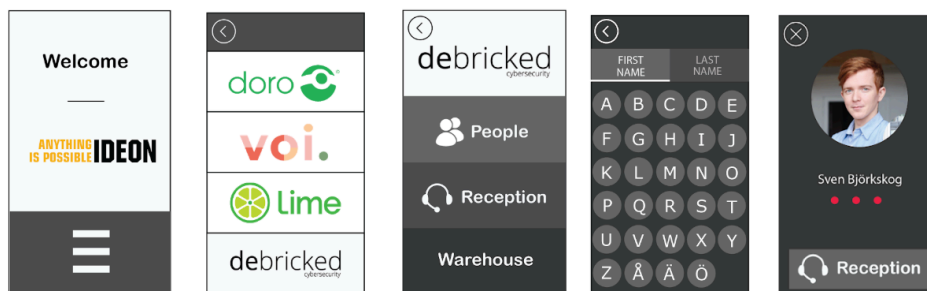 Welcome
ANYTHING
IS POSSIBLE IDEON
doro
voi.
Lime
debricked
cybersecurity
debricked
cybersecurity
People
Reception
Warehouse
FIRST
NAME
LAST
NAME
A B C D E
F G H I J
K L M N O
P Q R S T
U V W X Y
Z Å Ä Ö
Sven Björkskog
Reception